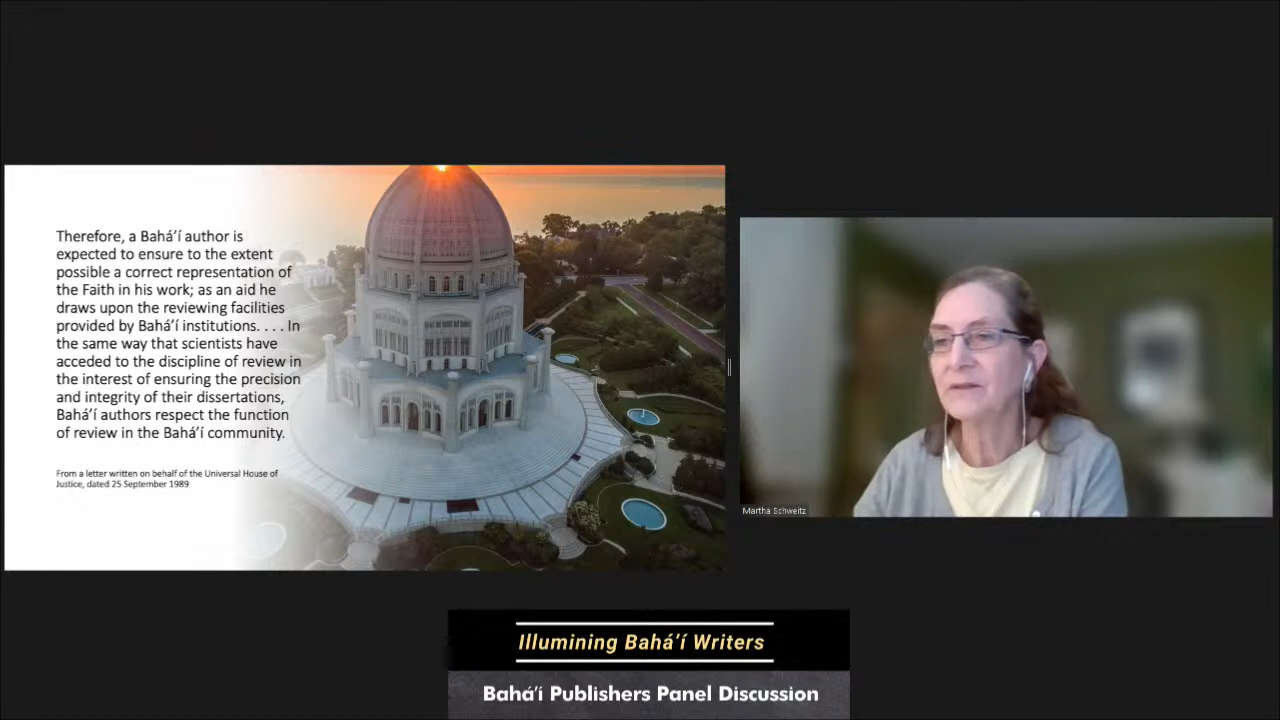 Therefore, a Bahá’í author is
expected to ensure to the extent
possible a correct representation of
the Faith in his work; as an aid he
draws upon the reviewing facilities
provided by Bahá’í institutions. . . . In
the same way that scientists have
acceded to the discipline of review in
the interest of ensuring the precision
and integrity of their dissertations,
Bahá’í authors respect the function
of review in the Bahá’í community.
From a letter written on behalf of the Universal House of
Justice, dated 25 September 1989
Martha Schweitz
Illumining Bahá’í Writers
Bahá’í Publishers Panel Discussion